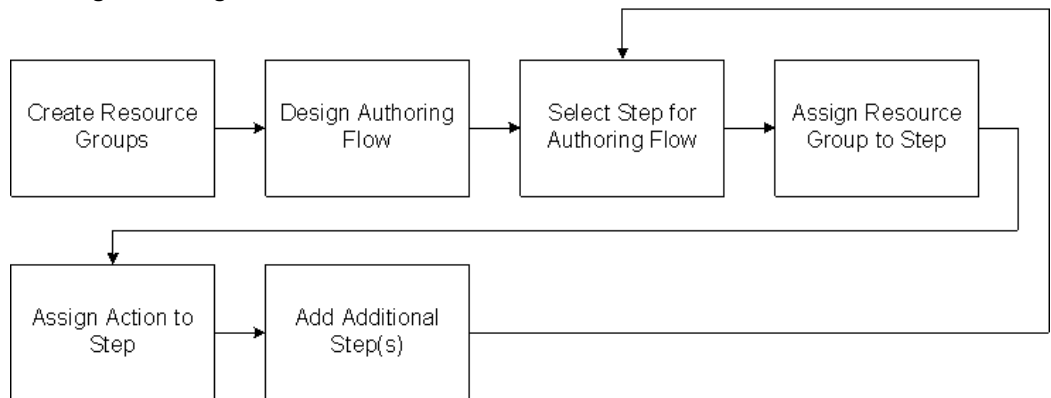 Create Resource
Groups
Design Authoring
Flow
Select Step for
Authoring Flow
Assign Resource
Group to Step
Assign Action to
Step
Add Additional
Step(s)